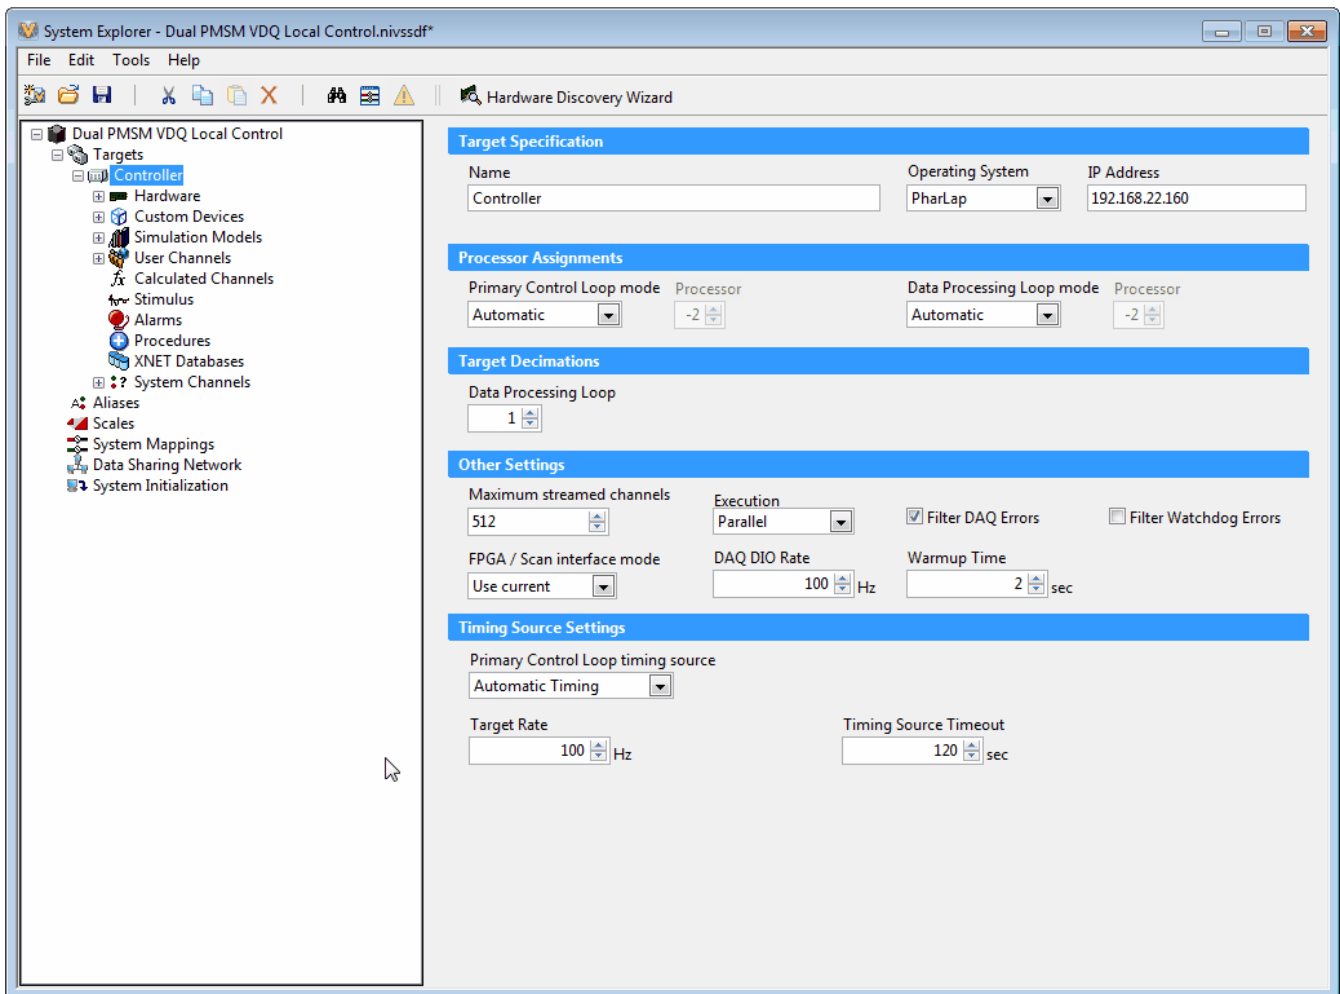 System Explorer - Dual PMSM VDQ Local Control.nivssdf*
File Edit Tools Help
Hardware Discovery Wizard
Dual PMSM VDQ Local Control
Targets
Controller
Hardware
Custom Devices
Simulation Models
User Channels
fx Calculated Channels
Stimulus
Alarms
Procedures
XNET Databases
System Channels
Aliases
Scales
System Mappings
Data Sharing Network
System Initialization
Target Specification
Name Operating System IP Address
Controller PharLap 192.168.22.160
Processor Assignments
Primary Control Loop mode Processor Data Processing Loop mode Processor
Automatic -2 Automatic -2
Target Decimations
Data Processing Loop
1
Other Settings
Maximum streamed channels Execution
512 Parallel Filter DAQ Errors Filter Watchdog Errors
FPGA / Scan interface mode DAQ DIO Rate Warmup Time
Use current 100 Hz 2 sec
Timing Source Settings
Primary Control Loop timing source
Automatic Timing
Target Rate Timing Source Timeout
100 Hz 120 sec